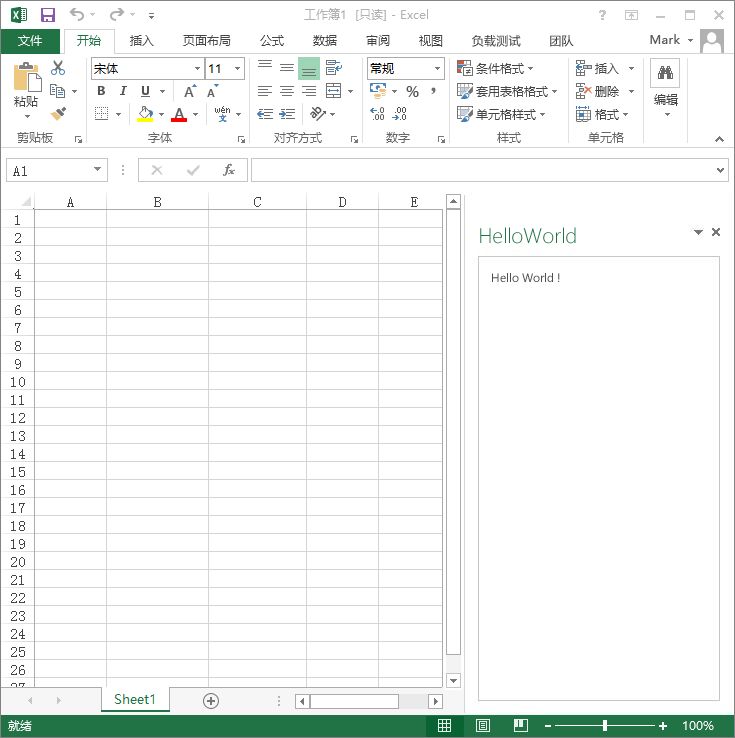 工作簿1 [只读] - Excel
文件 开始 插入 页面布局 公式 数据 审阅 视图 负载测试 团队 Mark
宋体 11 常规 条件格式 插入
粘贴 B I U A A % , 套用表格格式 删除 编辑
A wén 文 .00 .00 单元格样式 格式
剪贴板 字体 对齐方式 数字 样式 单元格
A1 fx
A B C D E
HelloWorld
Hello World !
1
2
3
4
5
6
7
8
9
10
11
12
13
14
15
16
17
18
19
20
21
22
23
24
25
26
27
Sheet1
就绪 100%